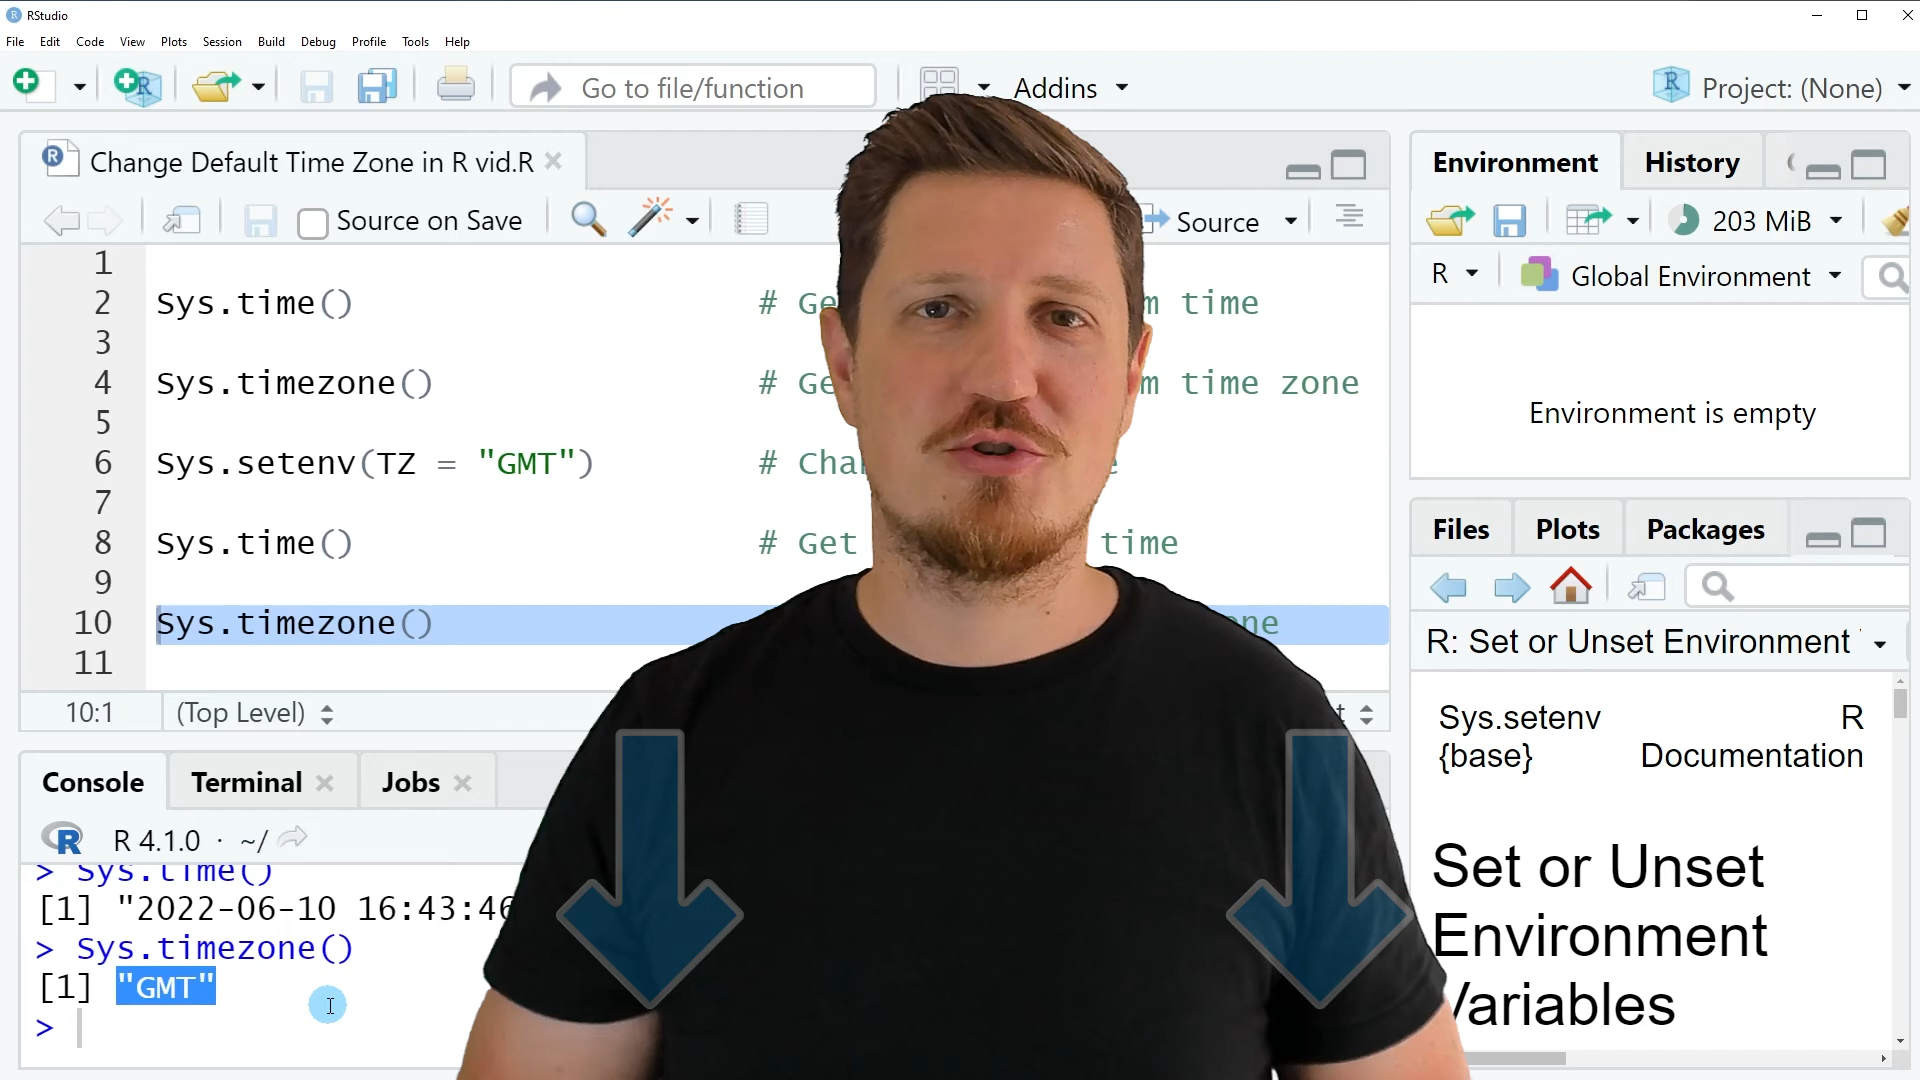 RStudio
File Edit Code View Plots Session Build Debug Profile Tools Help
Go to file/function Addins Project: (None)
Change Default Time Zone in R vid.R
Source on Save Source
1
2 Sys.time() # time
3
4 Sys.timezone() # time zone
5
6 Sys.setenv(TZ = "GMT") #
7
8 Sys.time() # Get time
9
10 Sys.timezone()
11
10:1 (Top Level)
Console Terminal Jobs
R 4.1.0 · ~/
> Sys.time()
[1] "2022-06-10 16:43:46
> Sys.timezone()
[1] "GMT"
>
Environment History
203 MiB
R Global Environment
Environment is empty
Files Plots Packages
R: Set or Unset Environment
Sys.setenv R
{base} Documentation
Set or Unset
Environment
Variables